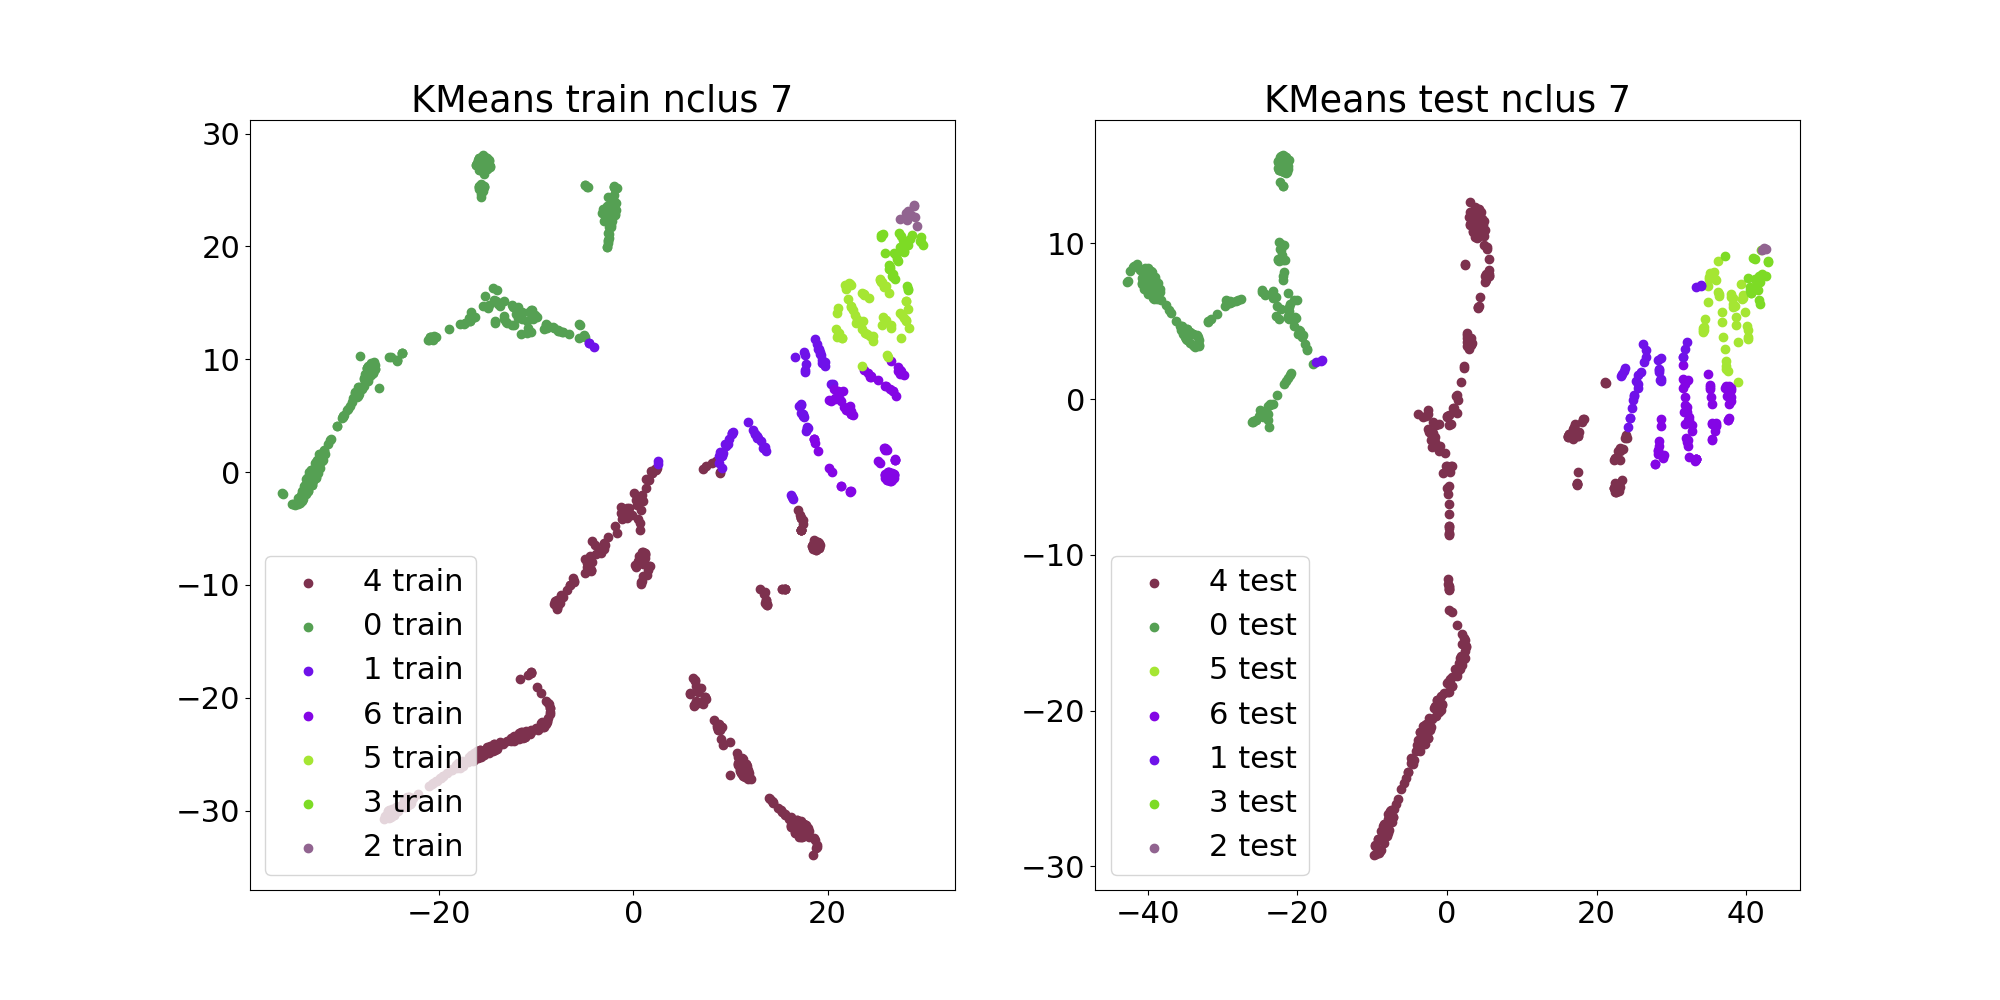 KMeans train nclus 7
30
20
10
0
−10
−20
−30
−20
0
20
4 train
0 train
1 train
6 train
5 train
3 train
2 train
KMeans test nclus 7
10
0
−10
−20
−30
−40
−20
0
20
40
4 test
0 test
5 test
6 test
1 test
3 test
2 test